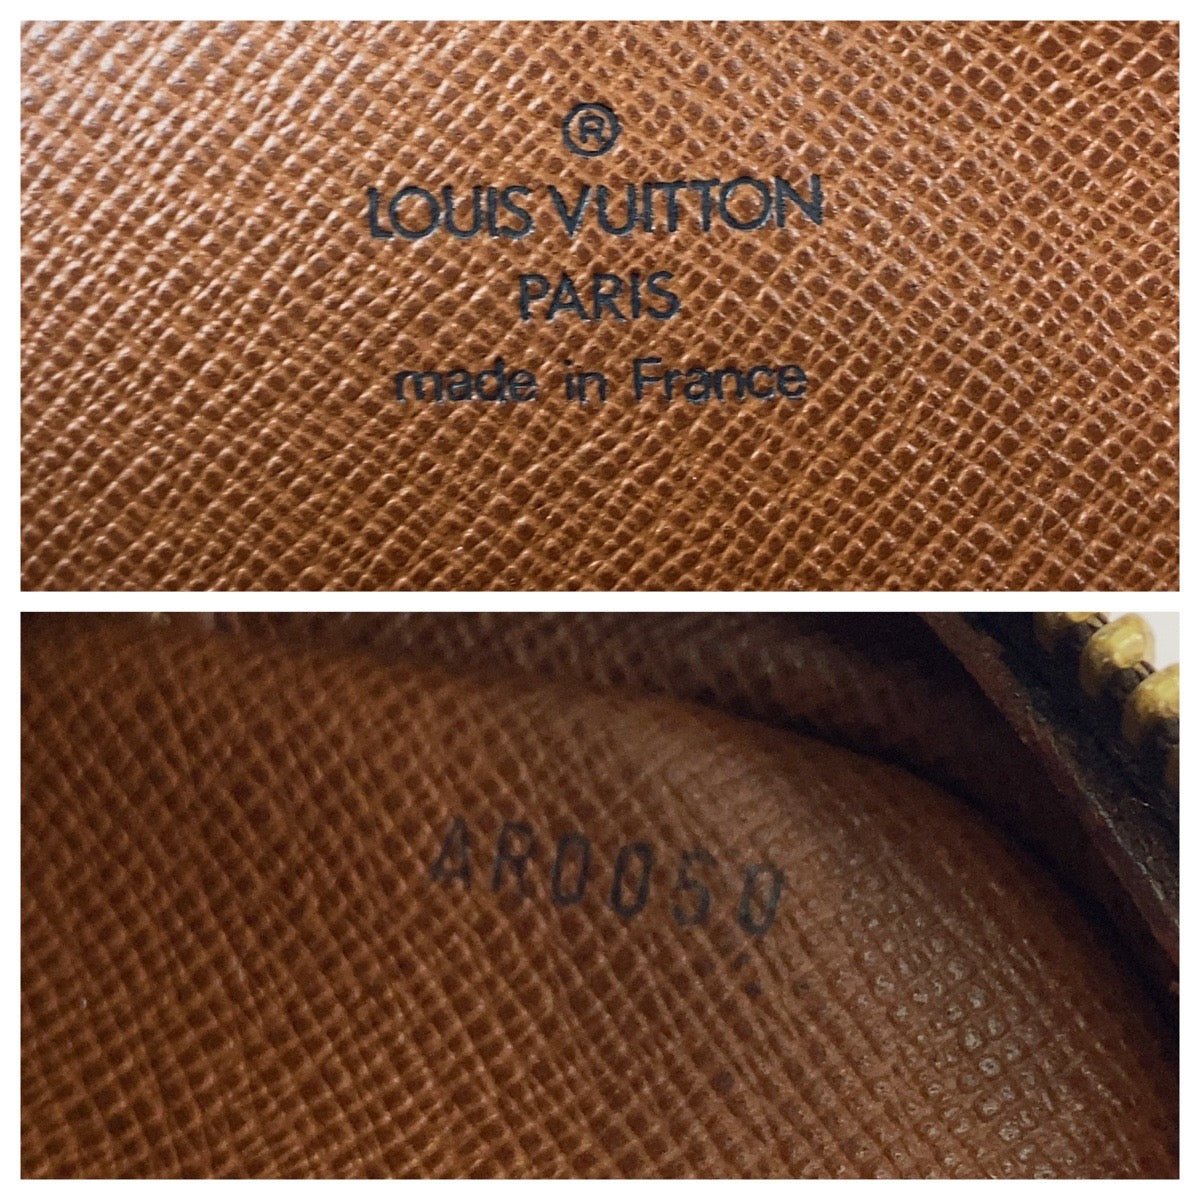 ®
LOUIS VUITTON
PARIS
made in France
AR0050